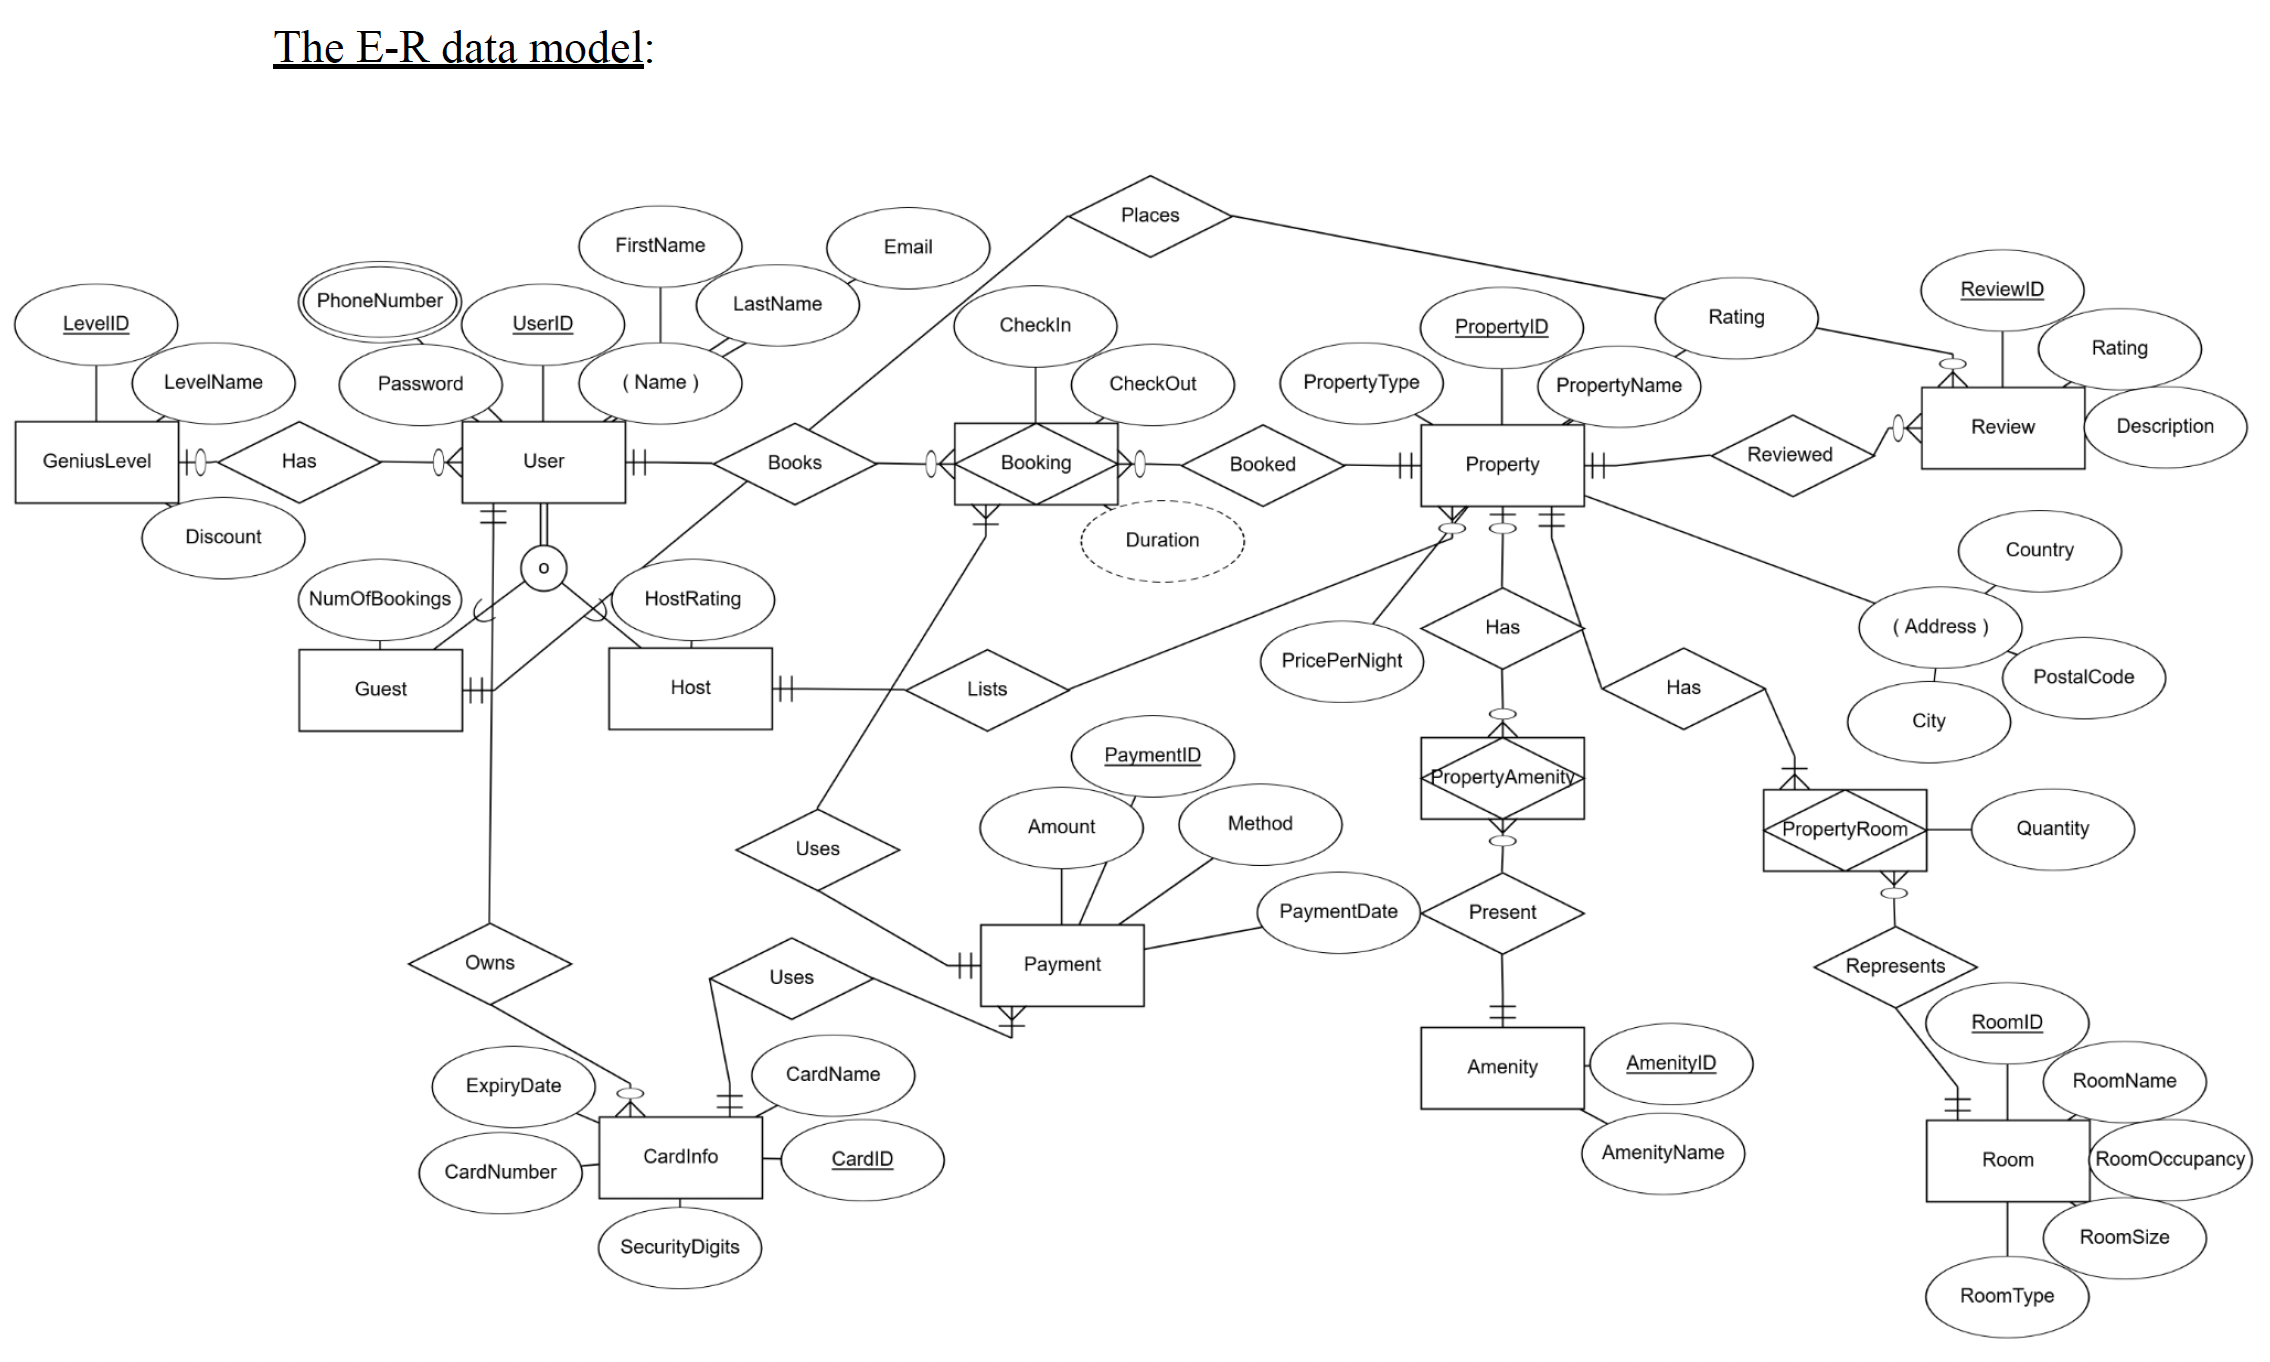 The E-R data model:
Places
FirstName
Email
PhoneNumber
LastName
ReviewID
LevelID
UserID
CheckIn
PropertyID
Rating
Rating
LevelName
Password
( Name )
CheckOut
PropertyType
PropertyName
Description
GeniusLevel
Has
User
Books
Booking
Booked
Property
Reviewed
Review
Discount
Duration
Country
o
NumOfBookings
HostRating
Has
( Address )
PricePerNight
PostalCode
Guest
Host
Lists
Has
City
PaymentID
PropertyAmenity
Amount
Method
PropertyRoom
Quantity
Uses
PaymentDate
Present
Owns
Uses
Payment
Represents
RoomID
ExpiryDate
CardName
Amenity
AmenityID
RoomName
CardNumber
CardInfo
CardID
AmenityName
Room
RoomOccupancy
SecurityDigits
RoomSize
RoomType